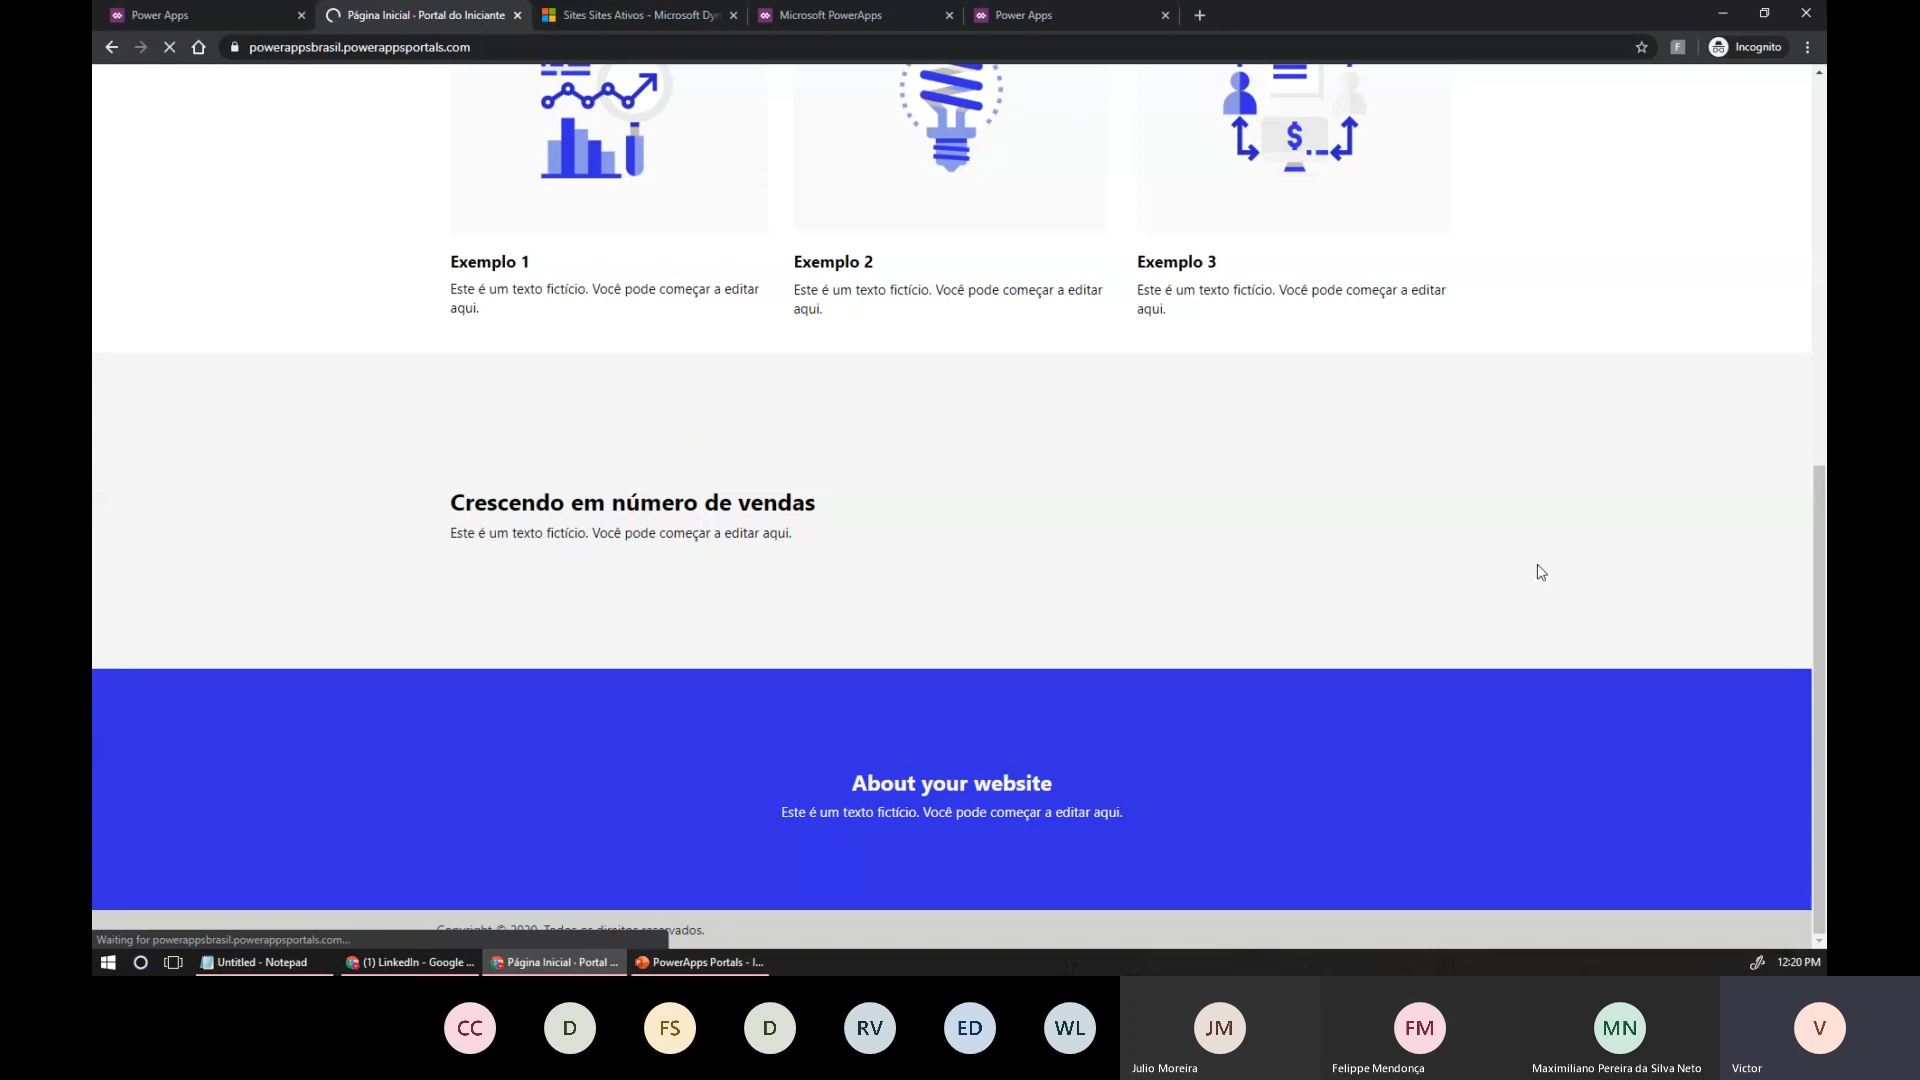 Power Apps
Página Inicial · Portal do Iniciante
Sites Sites Ativos - Microsoft Dyn
Microsoft PowerApps
Power Apps
powerappsbrasil.powerappsportals.com
F
Incognito
$
Exemplo 1
Este é um texto fictício. Você pode começar a editar
aqui.
Exemplo 2
Este é um texto fictício. Você pode começar a editar
aqui.
Exemplo 3
Este é um texto fictício. Você pode começar a editar
aqui.
Crescendo em número de vendas
Este é um texto fictício. Você pode começar a editar aqui.
About your website
Este é um texto fictício. Você pode começar a editar aqui.
Copyright © 2020. Todos os direitos reservados.
Waiting for powerappsbrasil.powerappsportals.com...
Untitled - Notepad
(1) LinkedIn - Google ...
Página Inicial · Portal ...
PowerApps Portals - I...
12:20 PM
CC
D
FS
D
RV
ED
WL
JM
FM
MN
V
Julio Moreira
Felippe Mendonça
Maximiliano Pereira da Silva Neto
Victor